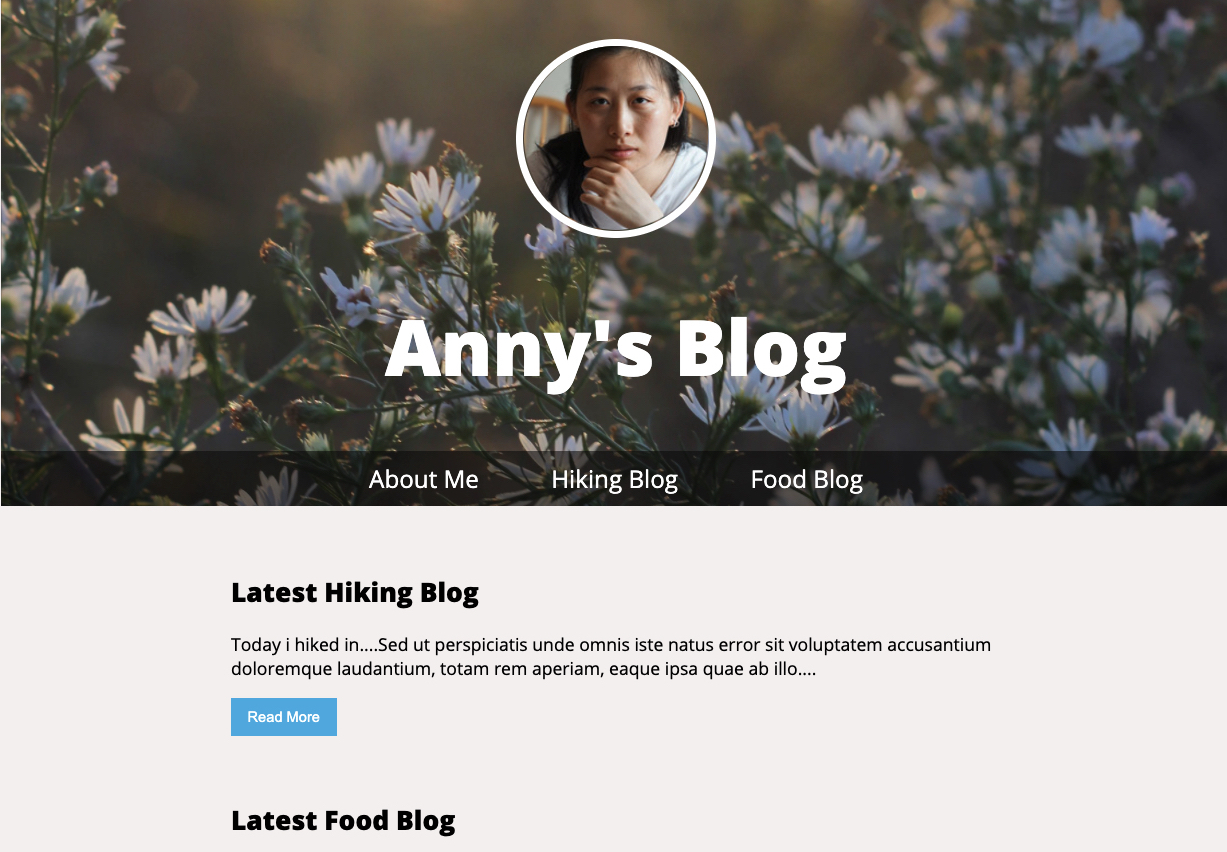 Anny's Blog
About Me Hiking Blog Food Blog
Latest Hiking Blog
Today i hiked in....Sed ut perspiciatis unde omnis iste natus error sit voluptatem accusantium
doloremque laudantium, totam rem aperiam, eaque ipsa quae ab illo....
Read More
Latest Food Blog